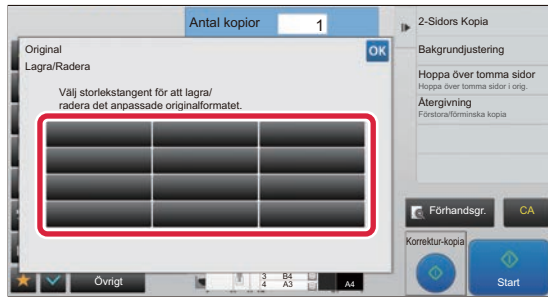 Antal kopior 1
2-Sidors Kopia
Original
OK
Lagra/Radera
Bakgrundjustering
Välj storlekstangent för att lagra/
radera det anpassade originalformatet.
Hoppa över tomma sidor
Hoppa över tomma sidor i orig.
Återgivning
Förstora/förminska kopia
Förhandsgr.
CA
Korrektur-kopia
Övrigt
3 B4
4 A3
A4
Start